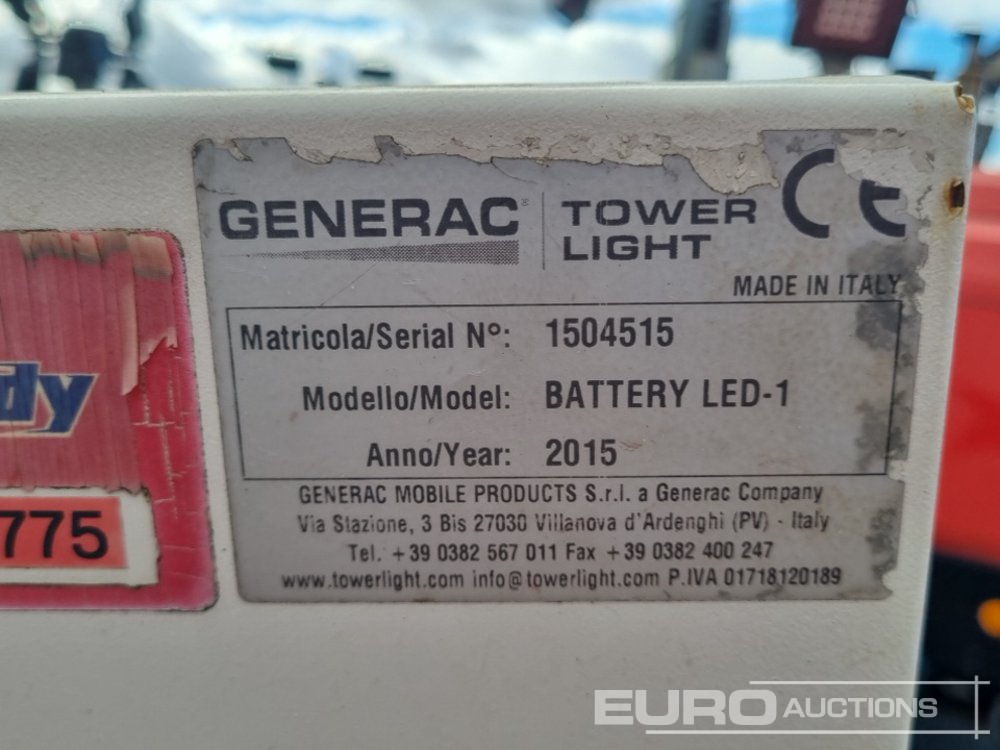 GENERAC® TOWER LIGHT
CE
MADE IN ITALY
Matricola/Serial Nº: 1504515
Modello/Model: BATTERY LED-1
Anno/Year: 2015
GENERAC MOBILE PRODUCTS S.r.l. a Generac Company
Via Stazione, 3 Bis 27030 Villanova d'Ardenghi (PV) - Italy
Tel. +39 0382 567 011 Fax +39 0382 400 247
www.towerlight.com info@towerlight.com P.IVA 01718120189
dy
775
EURO AUCTIONS